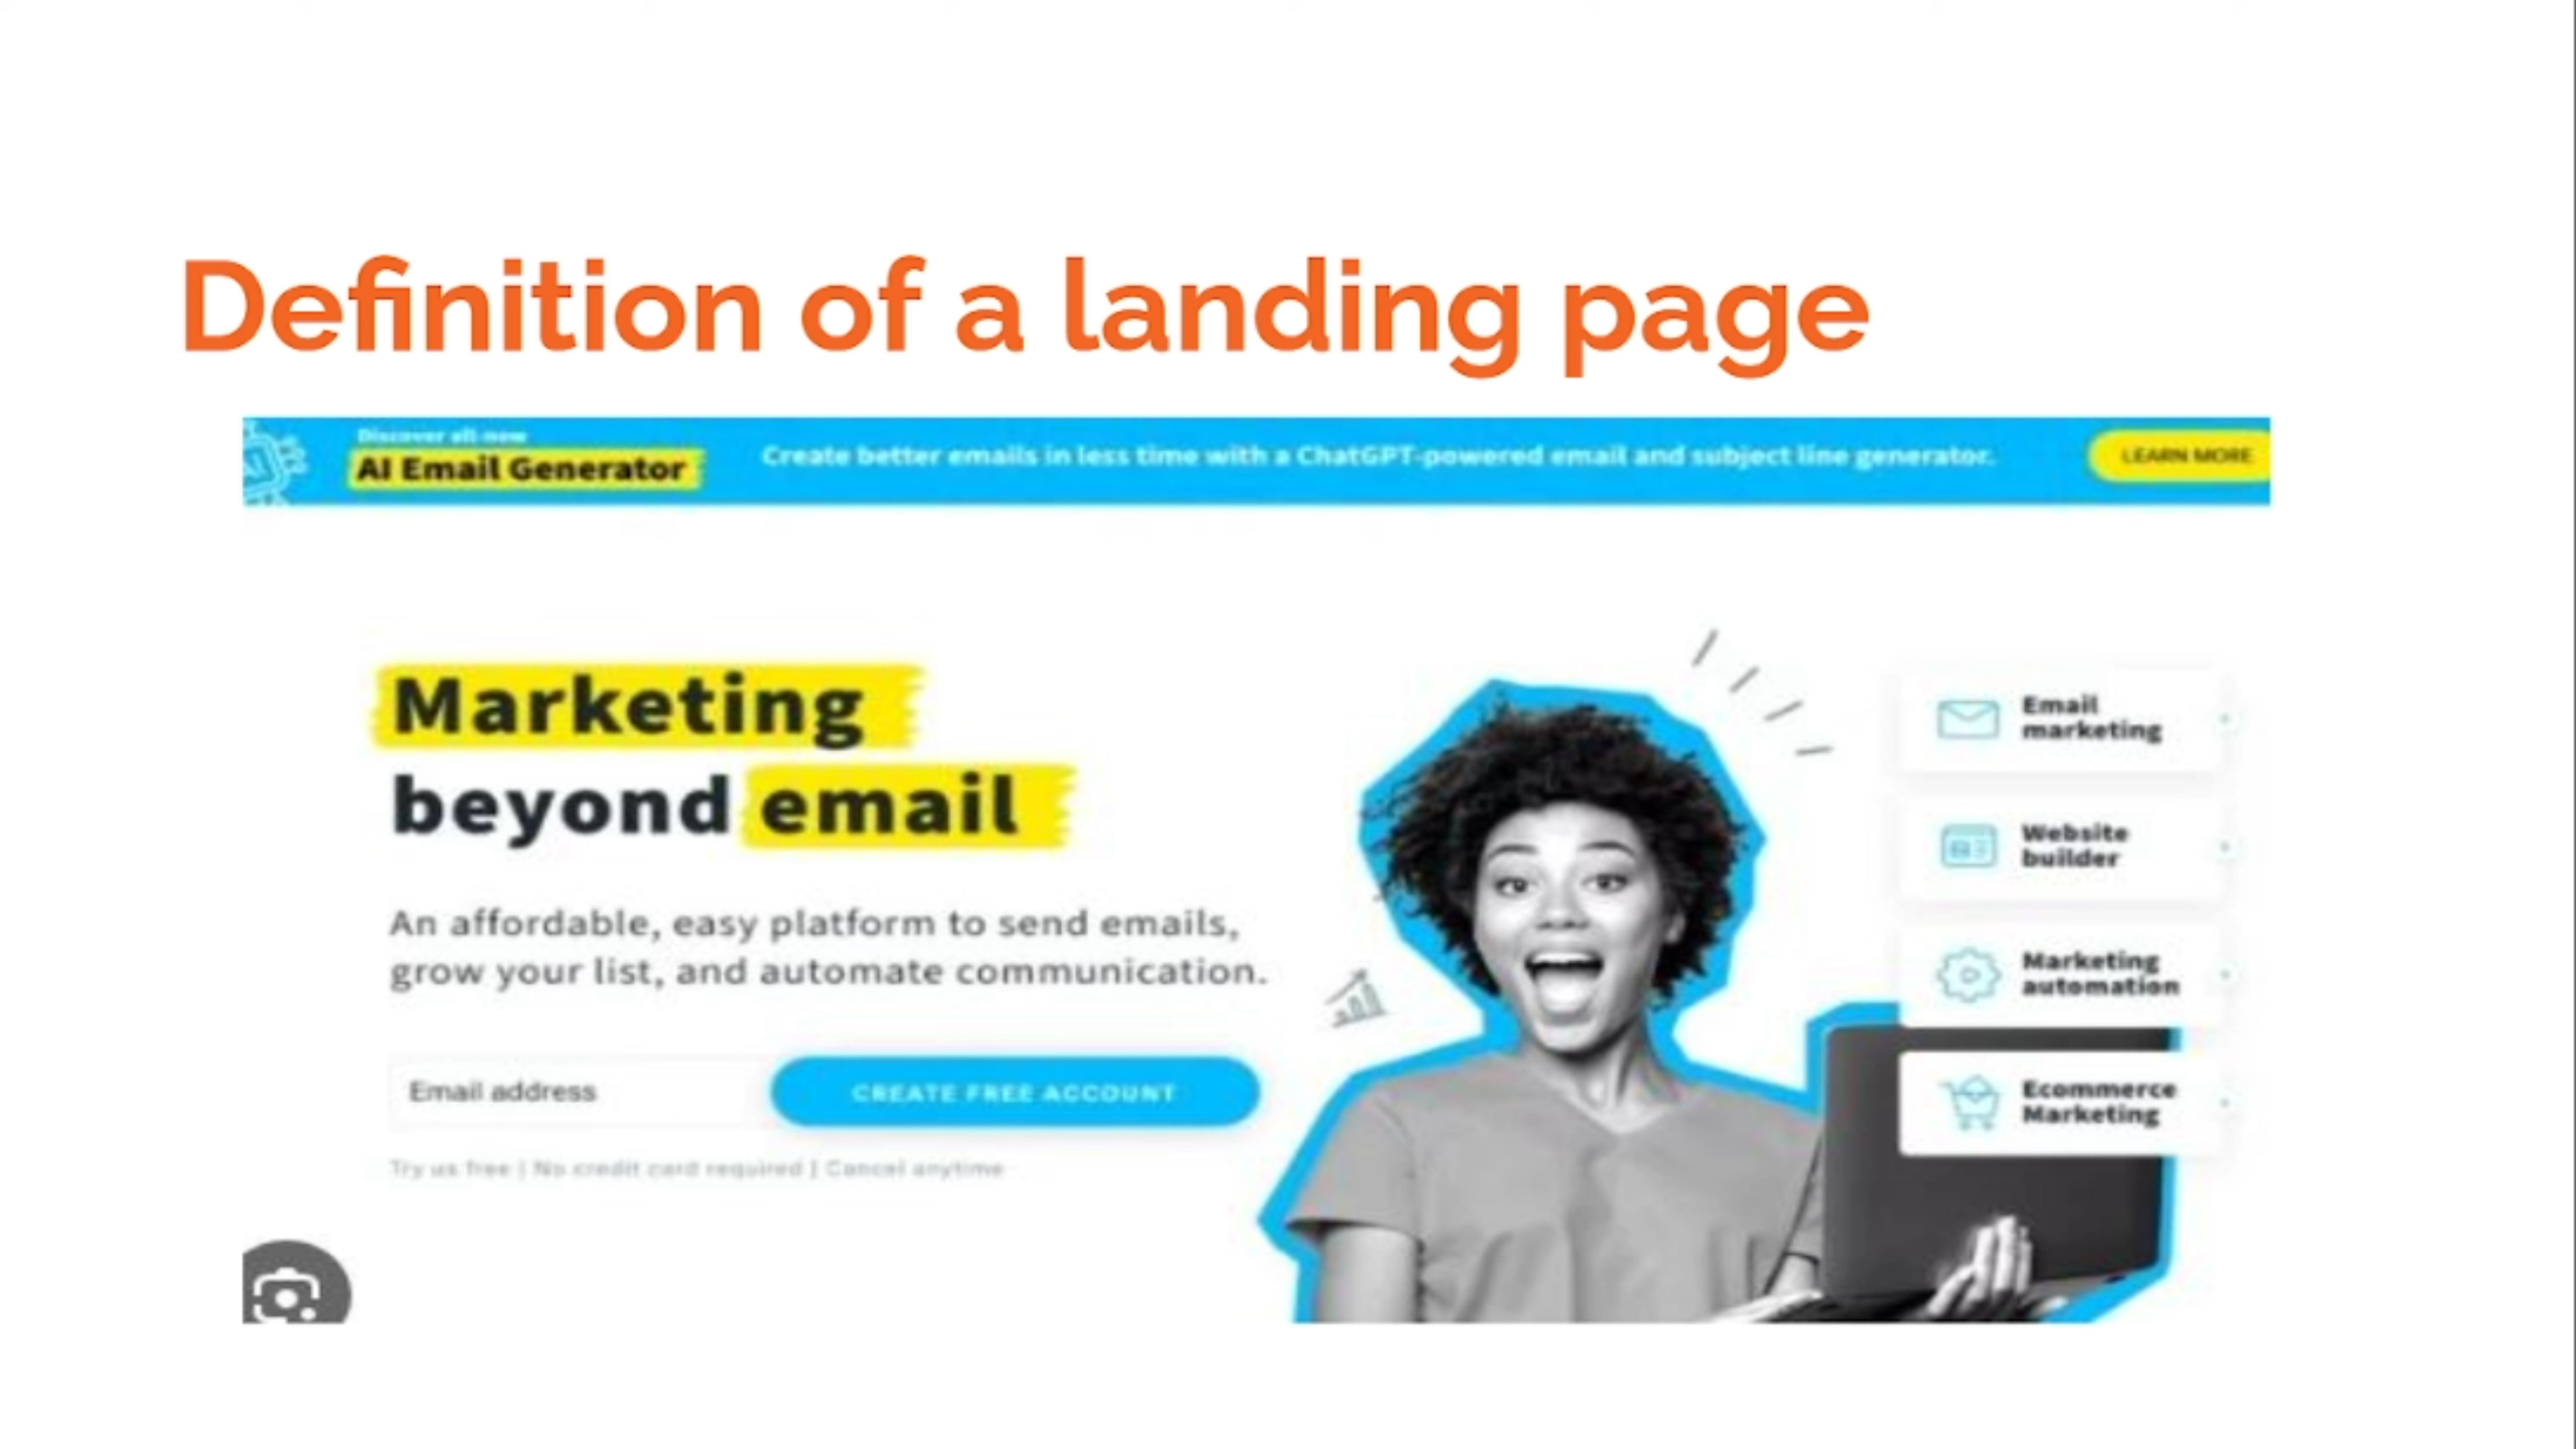 Definition of a landing page
Discover all-new
AI Email Generator
Create better emails in less time with a ChatGPT-powered email and subject line generator.
LEARN MORE
Marketing
beyond email
An affordable, easy platform to send emails,
grow your list, and automate communication.
Email address
CREATE FREE ACCOUNT
Try us free | No credit card required | Cancel anytime
Email
marketing
Website
builder
Marketing
automation
Ecommerce
Marketing